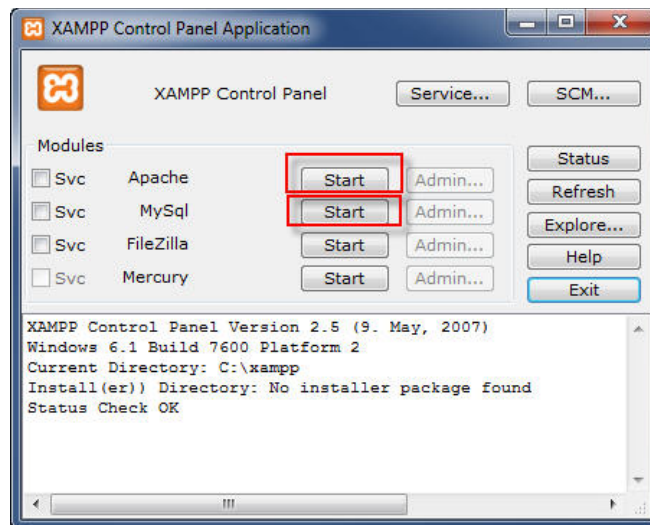 XAMPP Control Panel Application
XAMPP Control Panel Service... SCM...
Modules
Svc Apache Start Admin...
Svc MySql Start Admin...
Svc FileZilla Start Admin...
Svc Mercury Start Admin...
Status
Refresh
Explore...
Help
Exit
XAMPP Control Panel Version 2.5 (9. May, 2007)
Windows 6.1 Build 7600 Platform 2
Current Directory: C:\xampp
Install(er)) Directory: No installer package found
Status Check OK